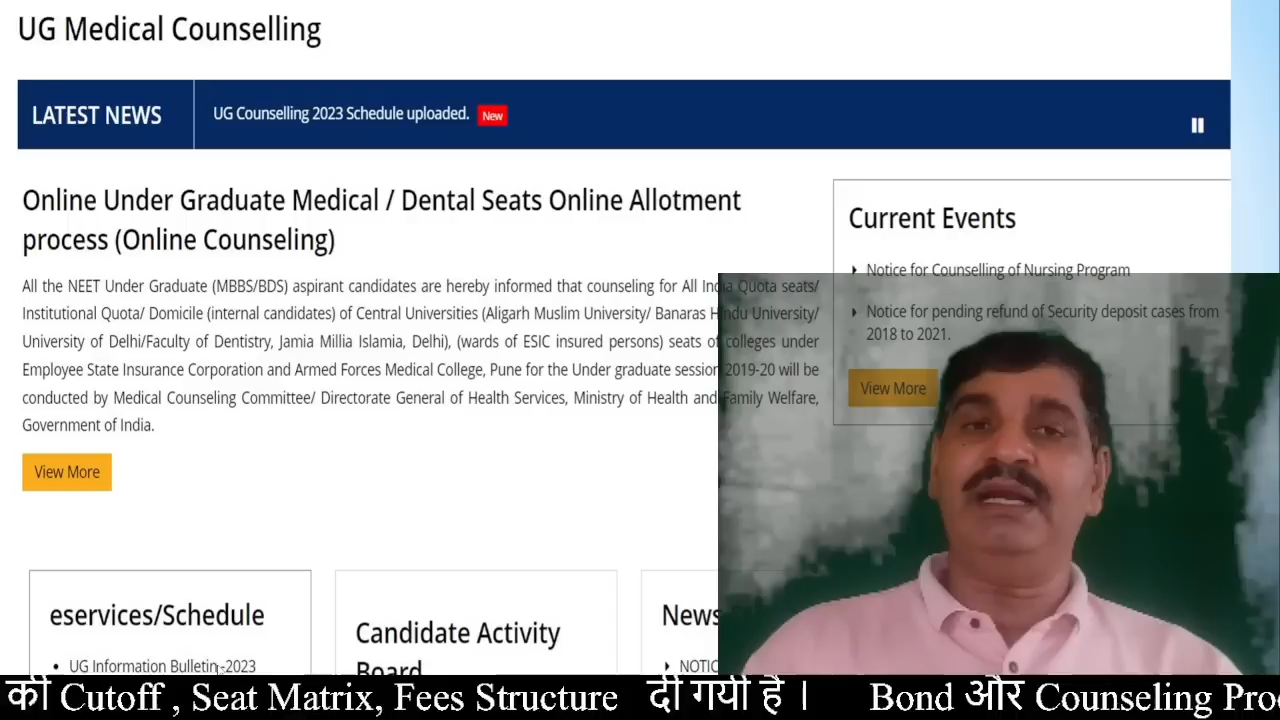 UG Medical Counselling
LATEST NEWS
UG Counselling 2023 Schedule uploaded. New
Online Under Graduate Medical / Dental Seats Online Allotment
process (Online Counseling)
All the NEET Under Graduate (MBBS/BDS) aspirant candidates are hereby informed that counseling for All India Quota seats/
Institutional Quota/ Domicile (internal candidates) of Central Universities (Aligarh Muslim University/ Banaras Hindu University/
University of Delhi/Faculty of Dentistry, Jamia Millia Islamia, Delhi), (wards of ESIC insured persons) seats of colleges under
Employee State Insurance Corporation and Armed Forces Medical College, Pune for the Under graduate session 2019-20 will be
conducted by Medical Counseling Committee/ Directorate General of Health Services, Ministry of Health and Family Welfare,
Government of India.
View More
Current Events
Notice for Counselling of Nursing Program
Notice for pending refund of Security deposit cases from
2018 to 2021.
View More
eservices/Schedule
UG Information Bulletin-2023
Candidate Activity
Board
News
NOTIC
की Cutoff , Seat Matrix, Fees Structure दी गयी है । Bond और Counseling Pro